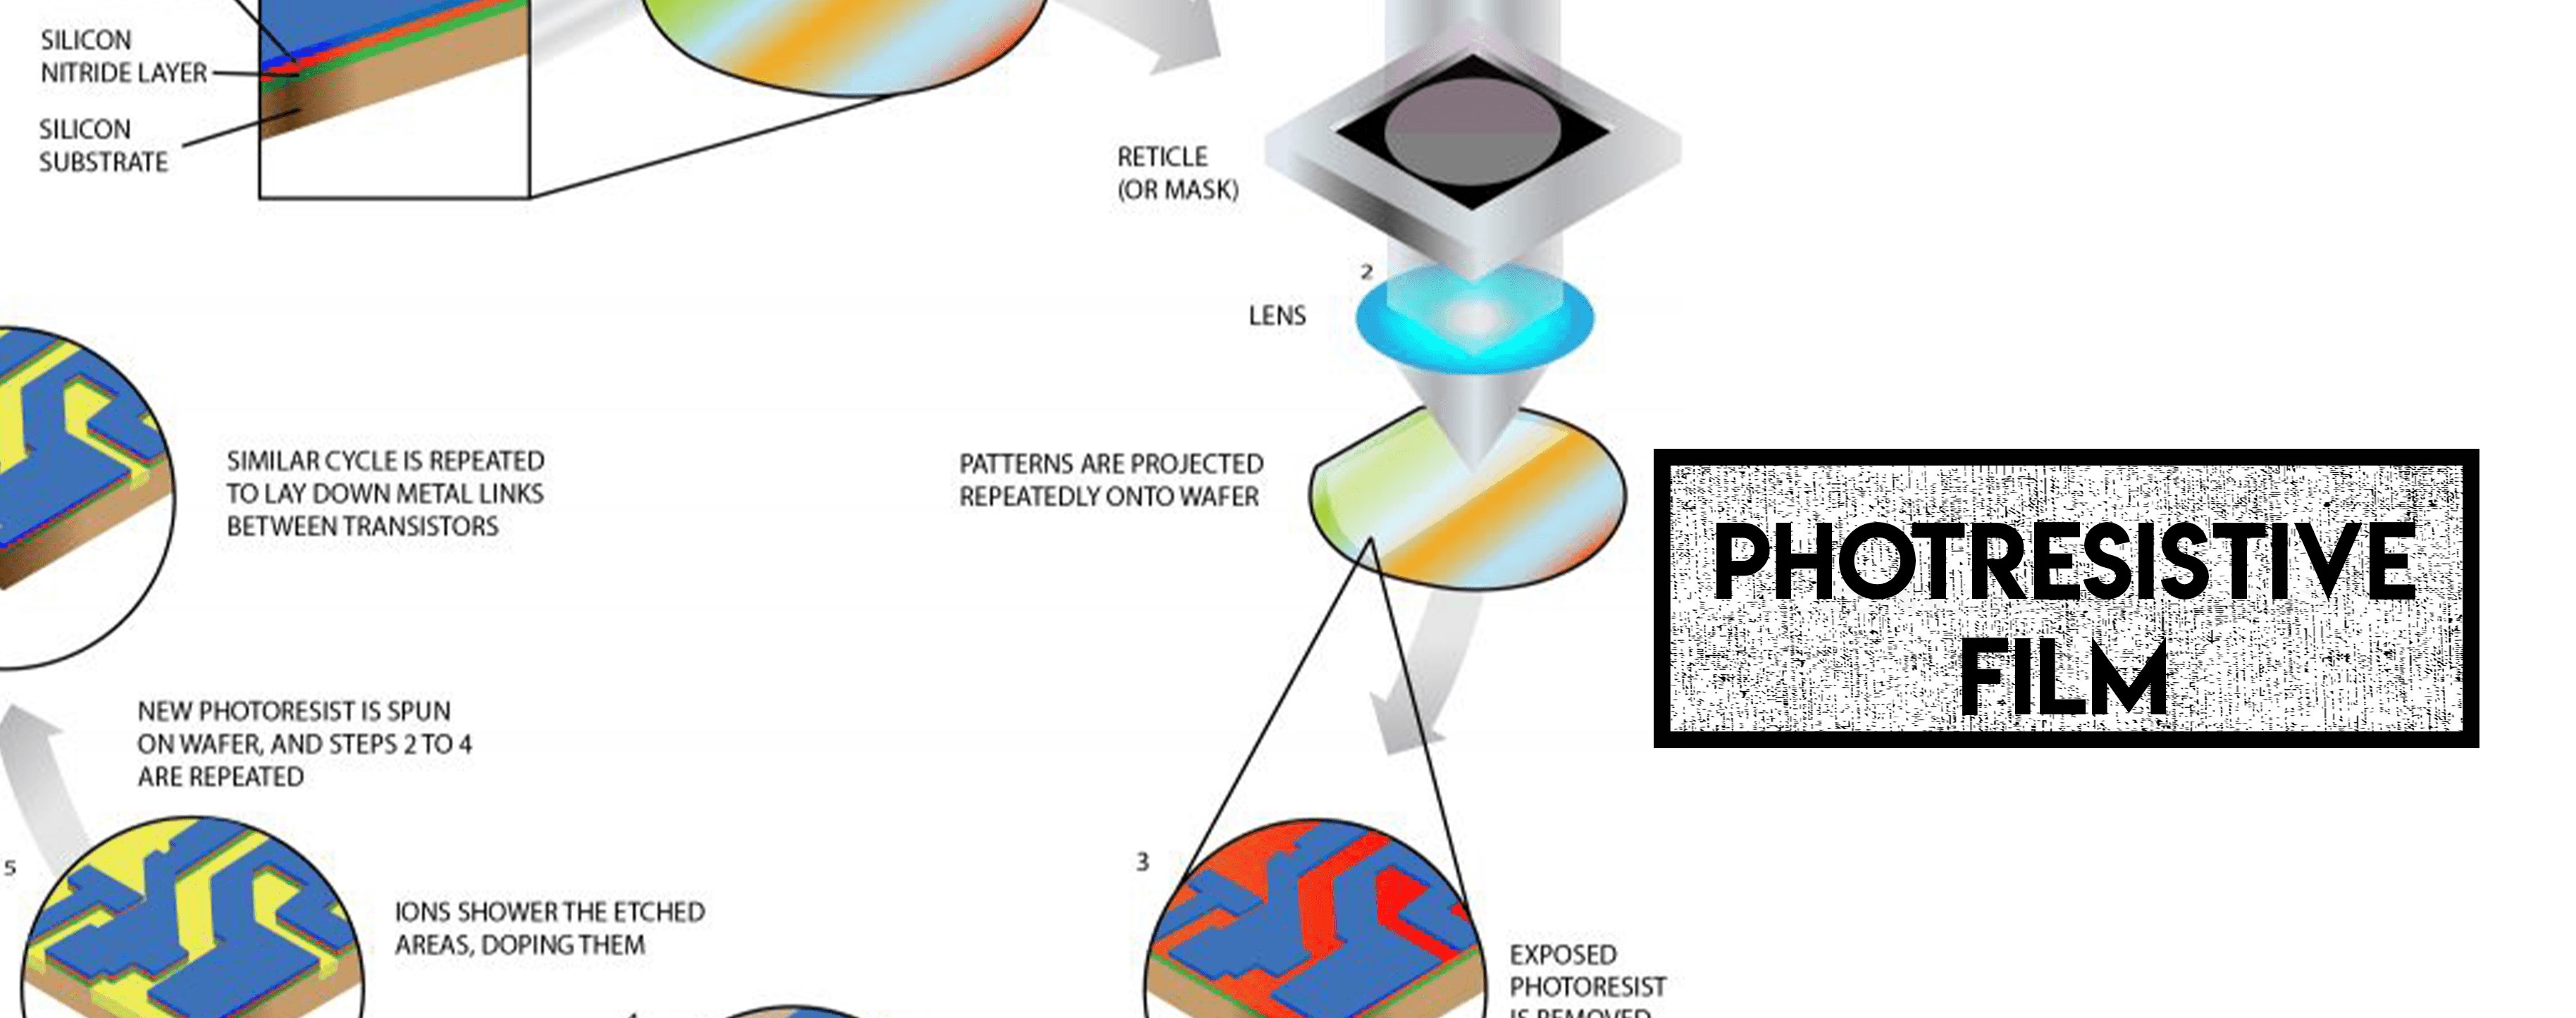 SILICON
NITRIDE LAYER
SILICON
SUBSTRATE
RETICLE
(OR MASK)
2
LENS
PATTERNS ARE PROJECTED
REPEATEDLY ONTO WAFER
SIMILAR CYCLE IS REPEATED
TO LAY DOWN METAL LINKS
BETWEEN TRANSISTORS
PHOTRESISTIVE
FILM
NEW PHOTORESIST IS SPUN
ON WAFER, AND STEPS 2 TO 4
ARE REPEATED
5
IONS SHOWER THE ETCHED
AREAS, DOPING THEM
3
EXPOSED
PHOTORESIST
IS REMOVED